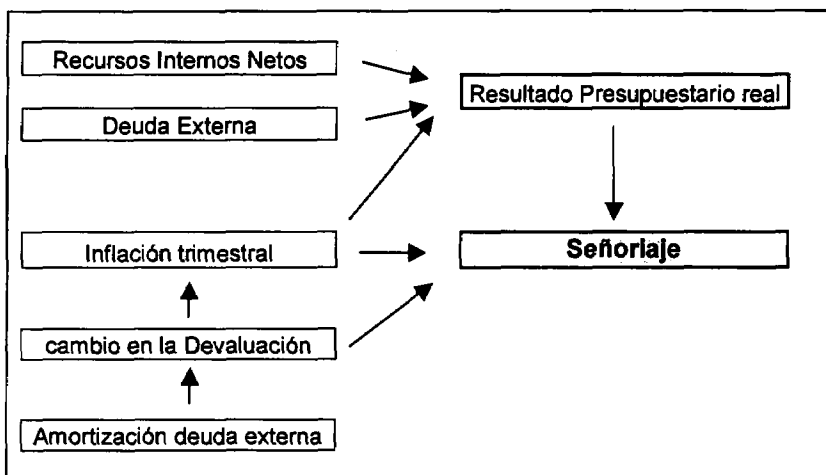 Recursos Internos Netos
Resultado Presupuestario real
Deuda Externa
Inflación trimestral
Señoriaje
cambio en la Devaluación
Amortización deuda externa